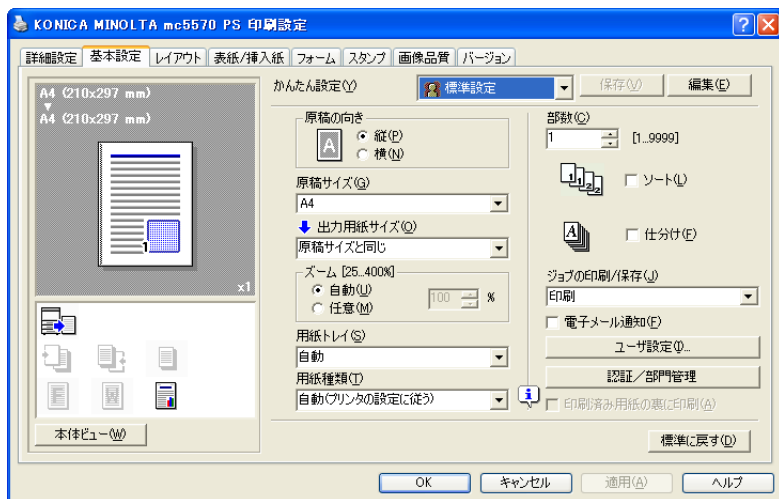 KONICA MINOLTA mc5570 PS 印刷設定
詳細設定 基本設定 レイアウト 表紙/挿入紙 フォーム スタンプ 画像品質 バージョン
A4 (210x297 mm)
A4 (210x297 mm)
1
x1
本体ビュー(W)
かんたん設定(Y) 標準設定 保存(V) 編集(E)
原稿の向き
A
縦(P)
横(N)
原稿サイズ(G)
A4
出力用紙サイズ(O)
原稿サイズと同じ
ズーム [25...400%]
自動(U)
任意(M)
100 %
用紙トレイ(S)
自動
用紙種類(T)
自動(プリンタの設定に従う)
部数(C)
1 [1...9999]
1 1 2 2 ソート(L)
A 仕分け(F)
ジョブの印刷/保存(J)
印刷
電子メール通知(F)
ユーザ設定(I)...
認証/部門管理
印刷済み用紙の裏に印刷(A)
標準に戻す(D)
OK キャンセル 適用(A) ヘルプ